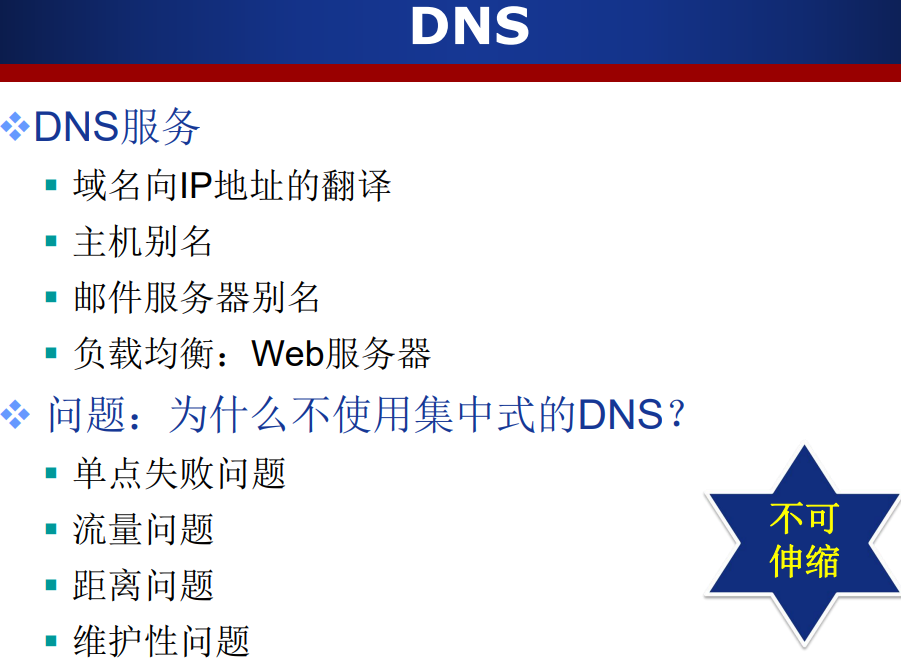 DNS
DNS服务
域名向IP地址的翻译
主机别名
邮件服务器别名
负载均衡：Web服务器
问题：为什么不使用集中式的DNS？
单点失败问题
流量问题
距离问题
维护性问题
不可
伸缩